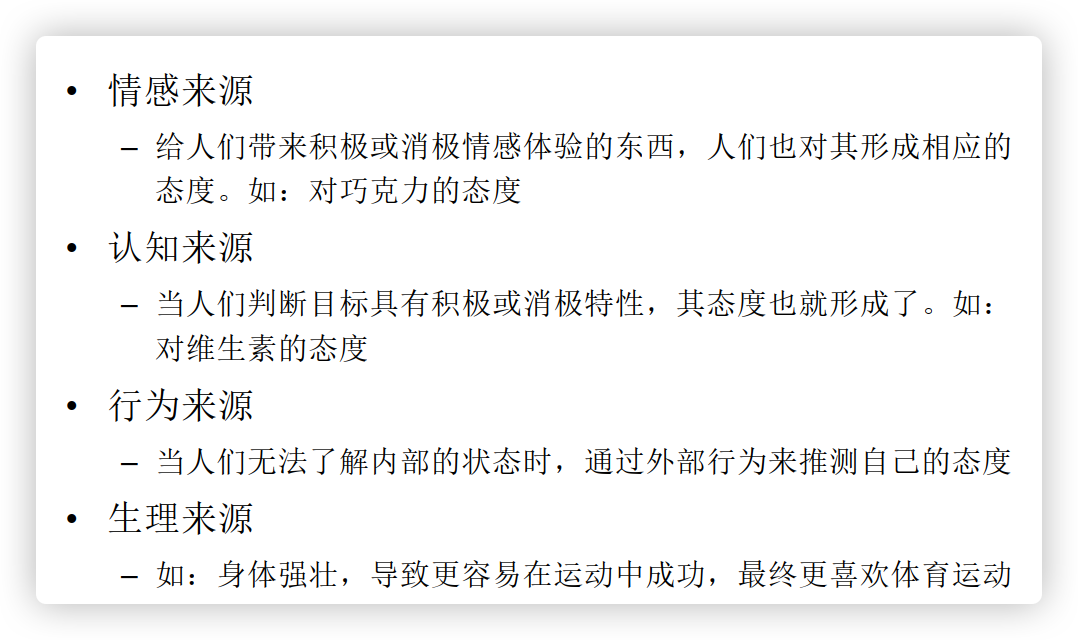 • 情感来源
– 给人们带来积极或消极情感体验的东西，人们也对其形成相应的
态度。如：对巧克力的态度
• 认知来源
– 当人们判断目标具有积极或消极特性，其态度也就形成了。如：
对维生素的态度
• 行为来源
– 当人们无法了解内部的状态时，通过外部行为来推测自己的态度
• 生理来源
– 如：身体强壮，导致更容易在运动中成功，最终更喜欢体育运动